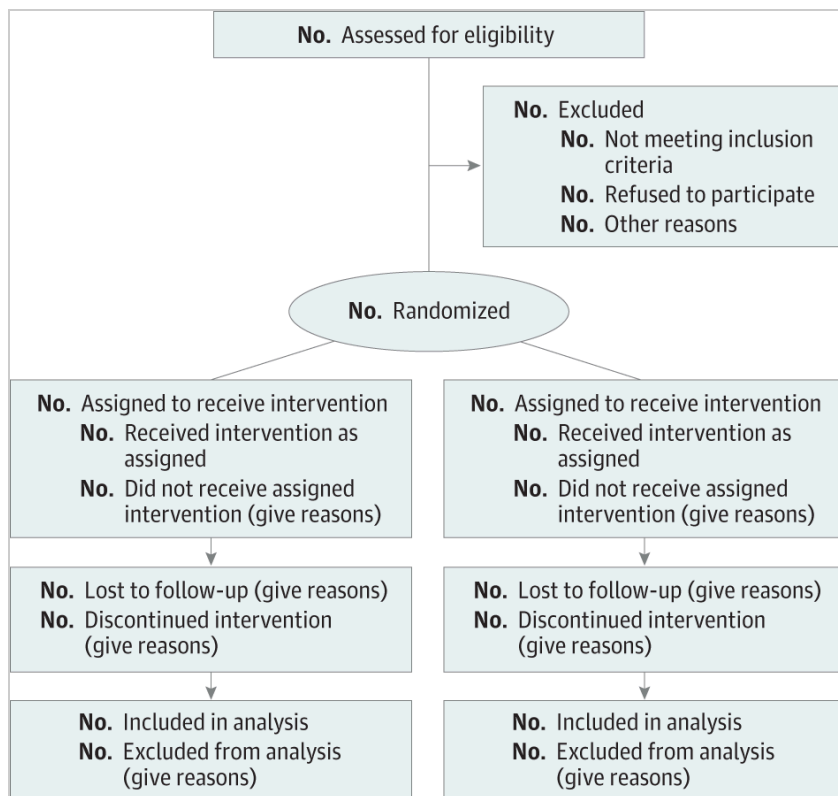 No. Assessed for eligibility
No. Excluded
No. Not meeting inclusion
criteria
No. Refused to participate
No. Other reasons
No. Randomized
No. Assigned to receive intervention
No. Received intervention as
assigned
No. Did not receive assigned
intervention (give reasons)
No. Assigned to receive intervention
No. Received intervention as
assigned
No. Did not receive assigned
intervention (give reasons)
No. Lost to follow-up (give reasons)
No. Discontinued intervention
(give reasons)
No. Lost to follow-up (give reasons)
No. Discontinued intervention
(give reasons)
No. Included in analysis
No. Excluded from analysis
(give reasons)
No. Included in analysis
No. Excluded from analysis
(give reasons)